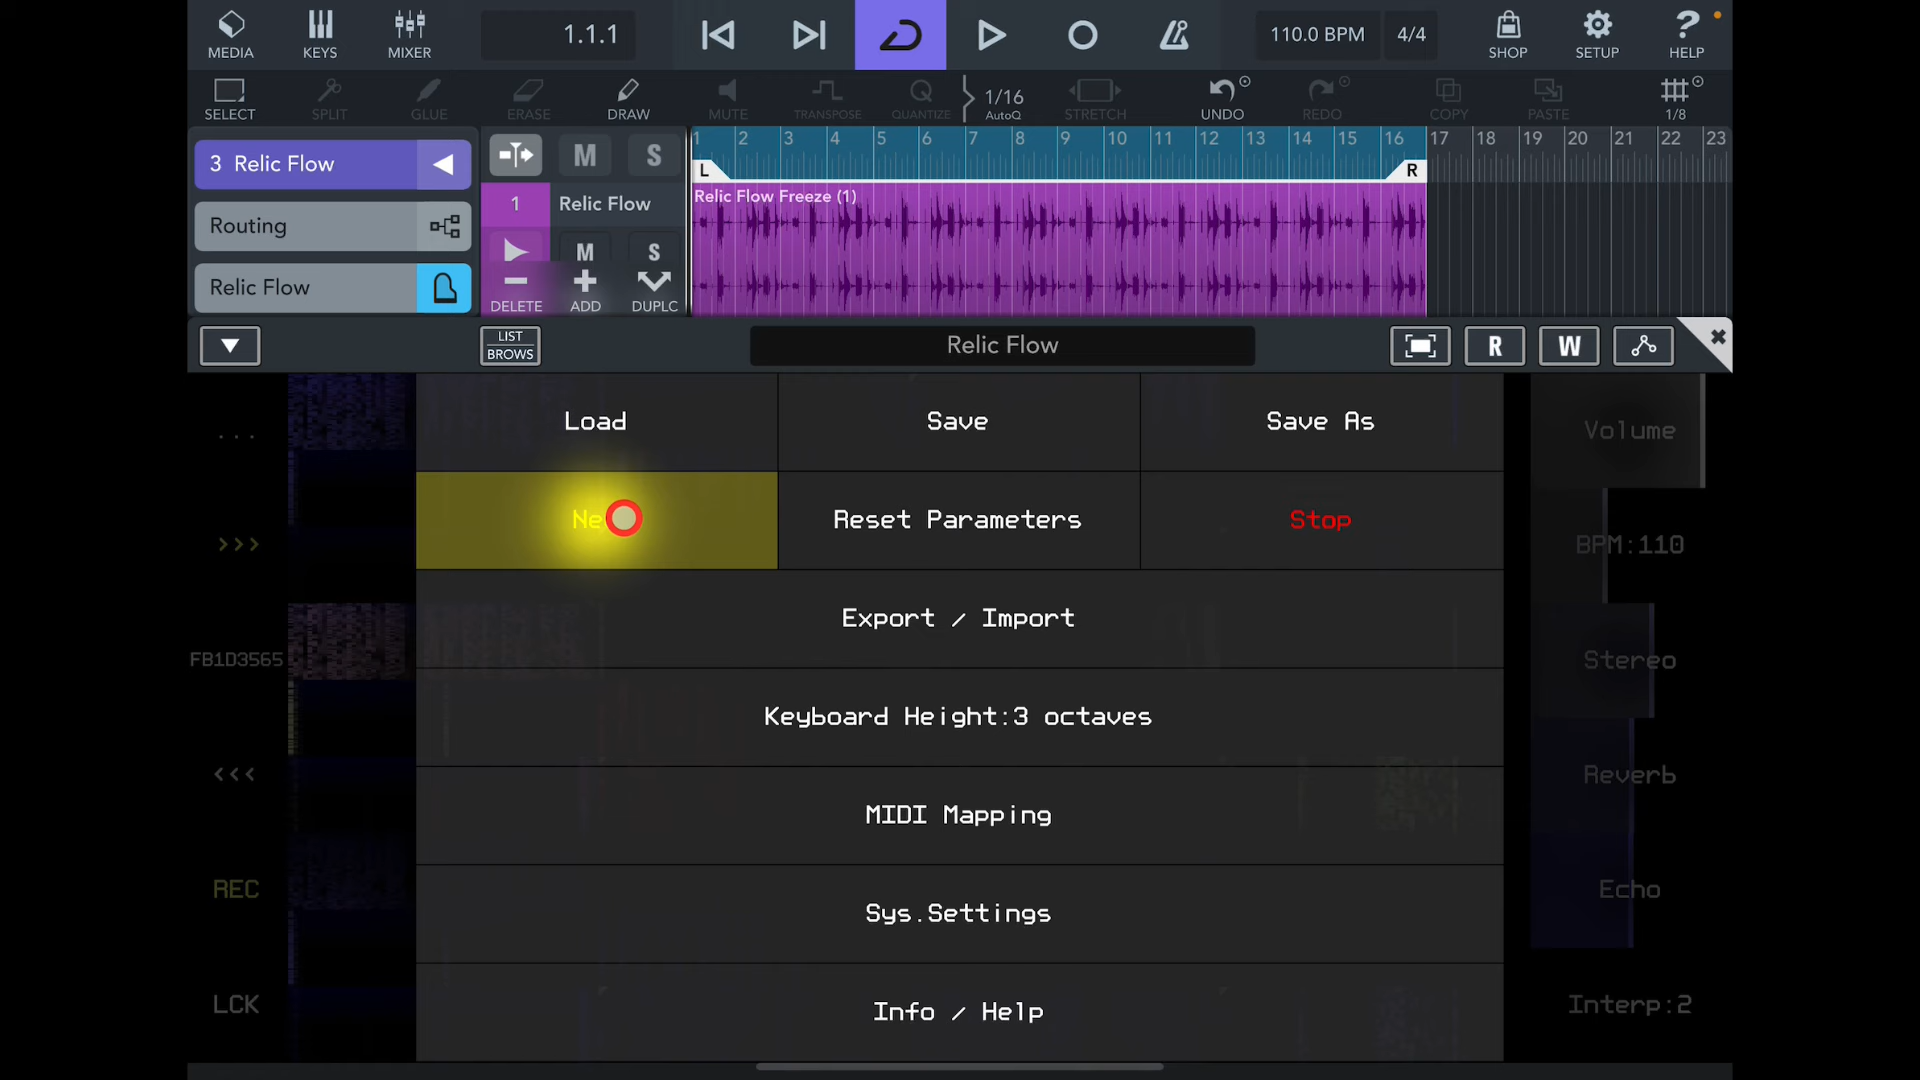 MEDIA
KEYS
MIXER
1.1.1
110.0 BPM
4/4
SHOP
SETUP
HELP
SELECT
SPLIT
GLUE
ERASE
DRAW
MUTE
TRANSPOSE
QUANTIZE
1/16
AutoQ
STRETCH
UNDO
REDO
COPY
PASTE
1/8
3 Relic Flow
M
S
1 2 3 4 5 6 7 8 9 10 11 12 13 14 15 16 17 18 19 20 21 22 23
L
R
Routing
1
Relic Flow
Relic Flow Freeze (1)
M
S
Relic Flow
DELETE
ADD
DUPLC
LIST
BROWS
Relic Flow
R
W
Load
Save
Save As
Volume
...
Reset Parameters
Stop
>>>
BPM:110
Export / Import
FB1D3565
Stereo
Keyboard Height:3 octaves
<<<
Reverb
MIDI Mapping
REC
Echo
Sys.Settings
LCK
Interp:2
Info / Help